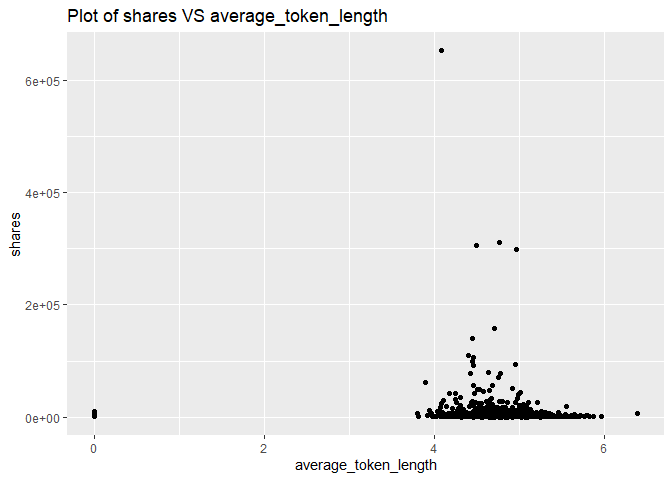 Plot of shares VS average_token_length
6e+05
4e+05
2e+05
0e+00
shares
0
2
4
6
average_token_length